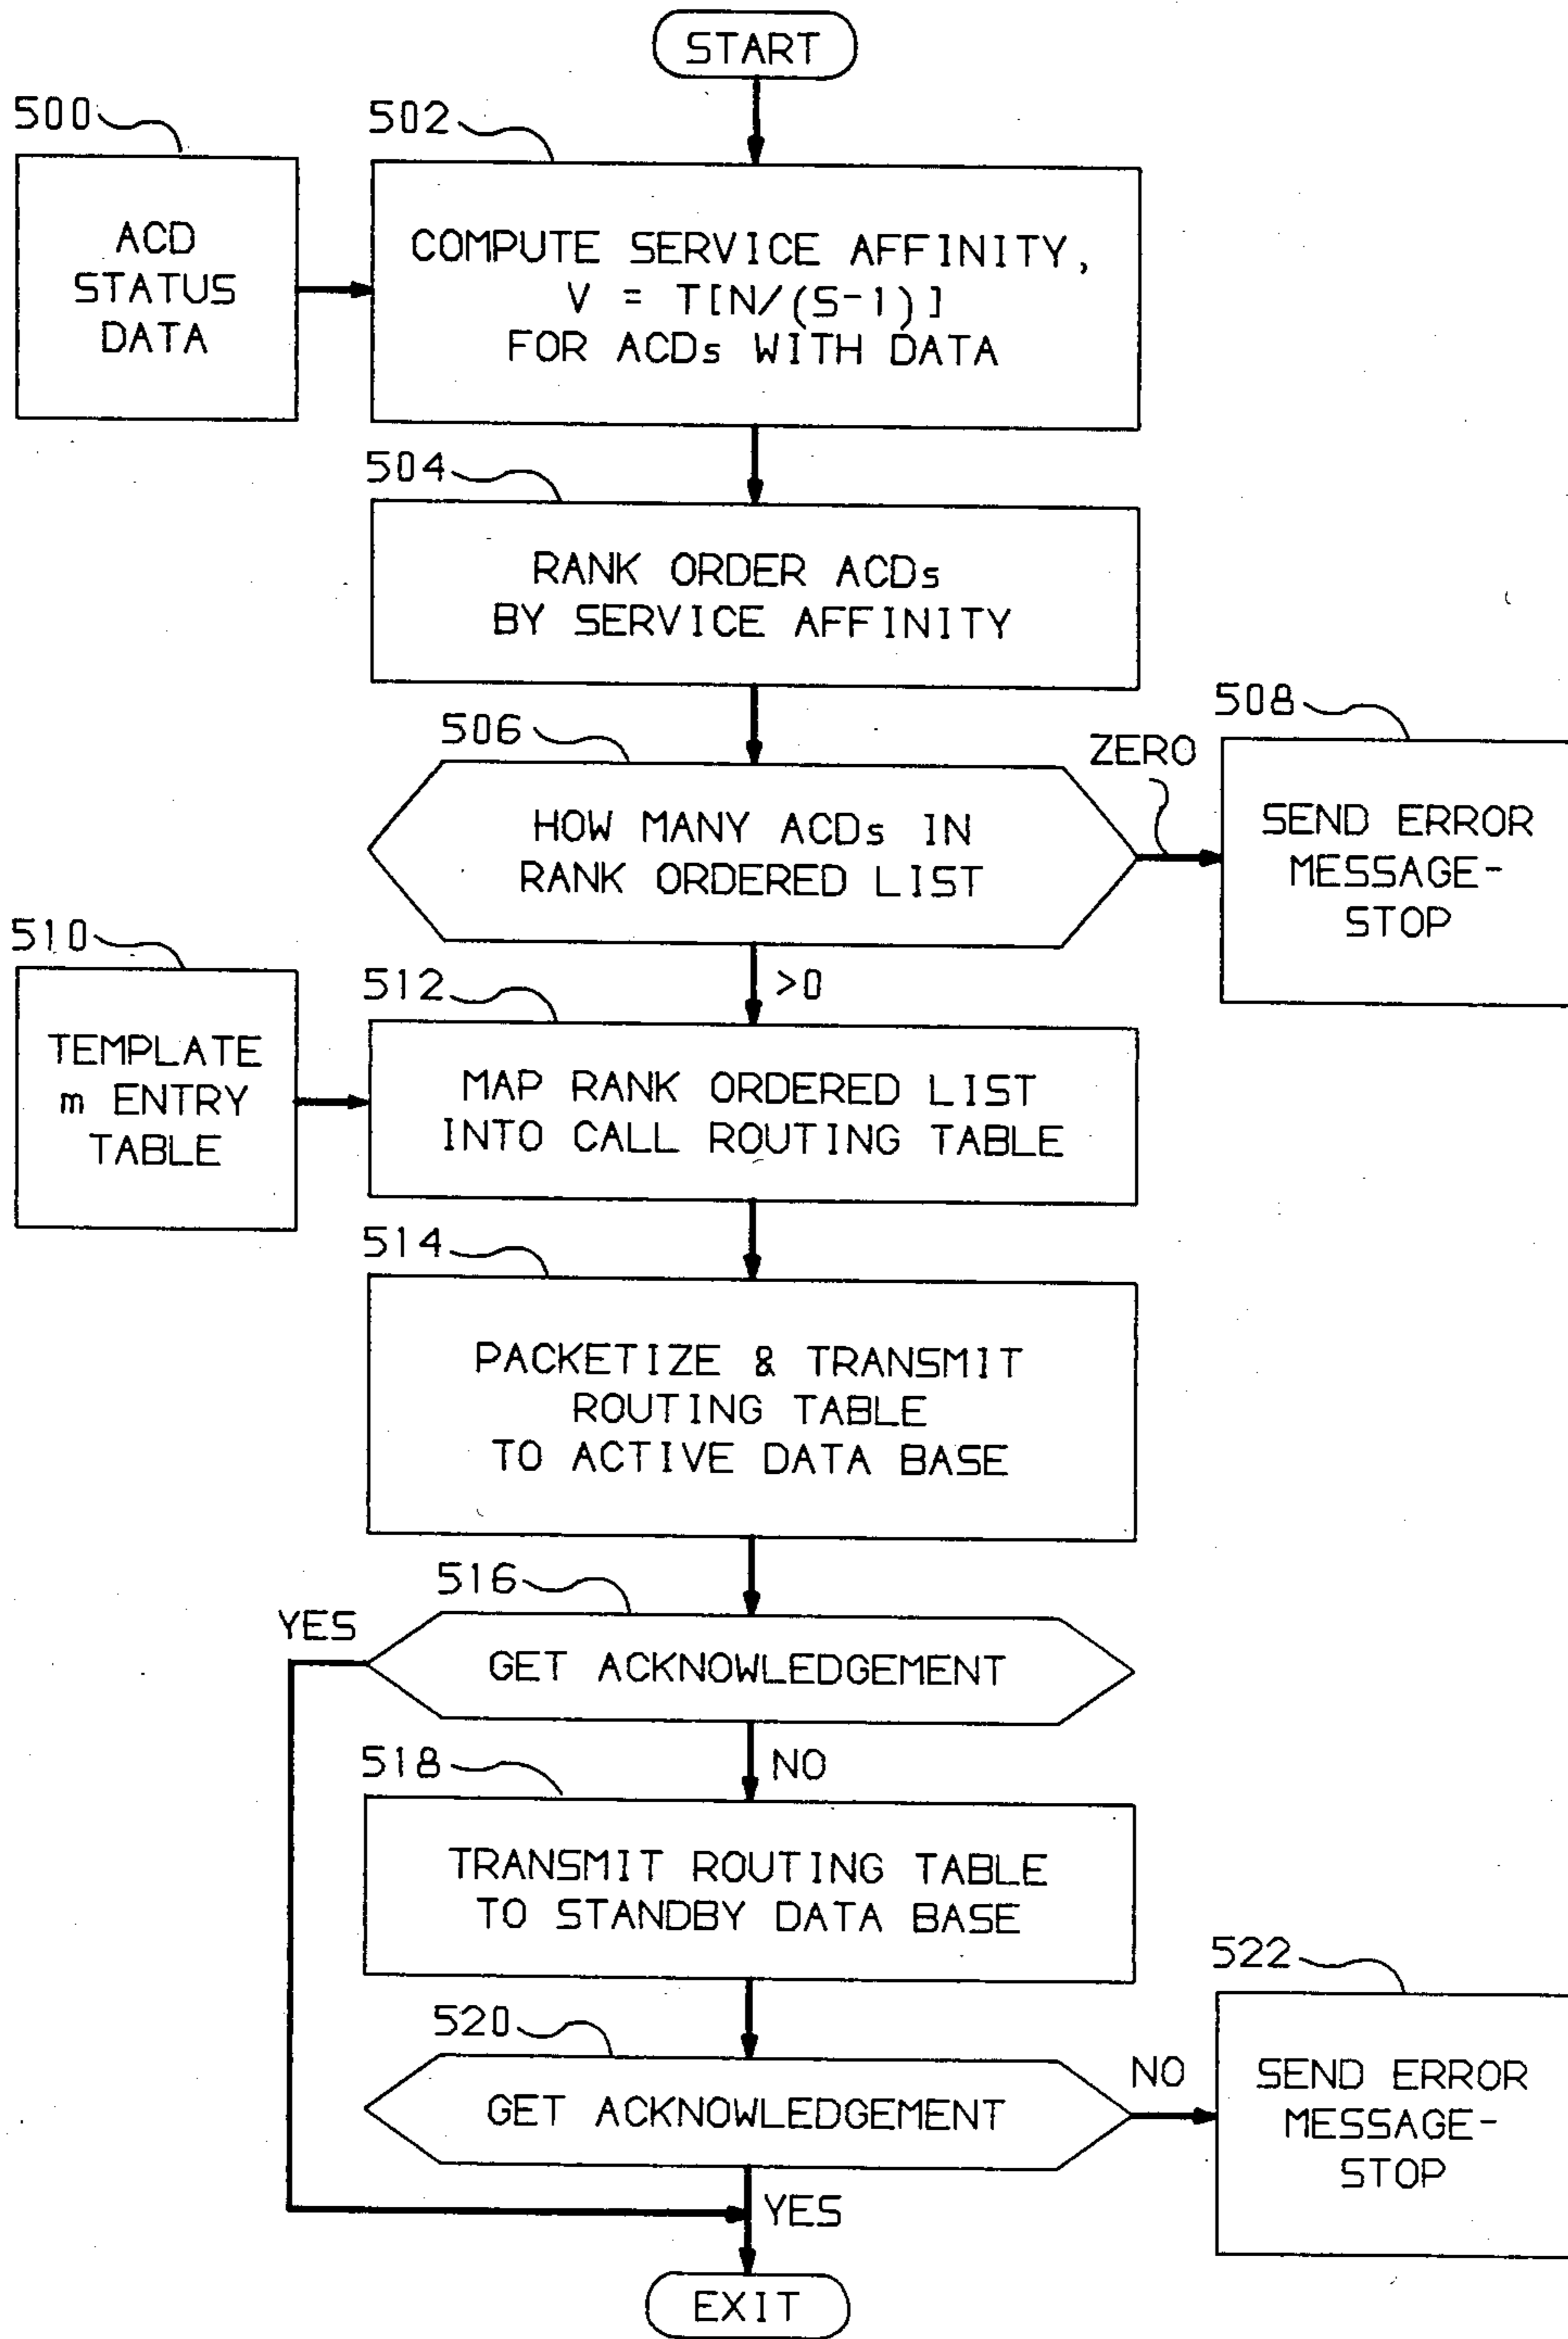 START
500
502
ACD
STATUS
DATA
COMPUTE SERVICE AFFINITY,
V = T[N/(S-1)]
FOR ACDs WITH DATA
504
RANK ORDER ACDs
BY SERVICE AFFINITY
506
508
ZERO
HOW MANY ACDs IN
RANK ORDERED LIST
SEND ERROR
MESSAGE-
STOP
510
>0
512
TEMPLATE
m ENTRY
TABLE
MAP RANK ORDERED LIST
INTO CALL ROUTING TABLE
514
PACKETIZE & TRANSMIT
ROUTING TABLE
TO ACTIVE DATA BASE
516
YES
GET ACKNOWLEDGEMENT
NO
518
TRANSMIT ROUTING TABLE
TO STANDBY DATA BASE
522
520
NO
GET ACKNOWLEDGEMENT
SEND ERROR
MESSAGE-
STOP
YES
EXIT